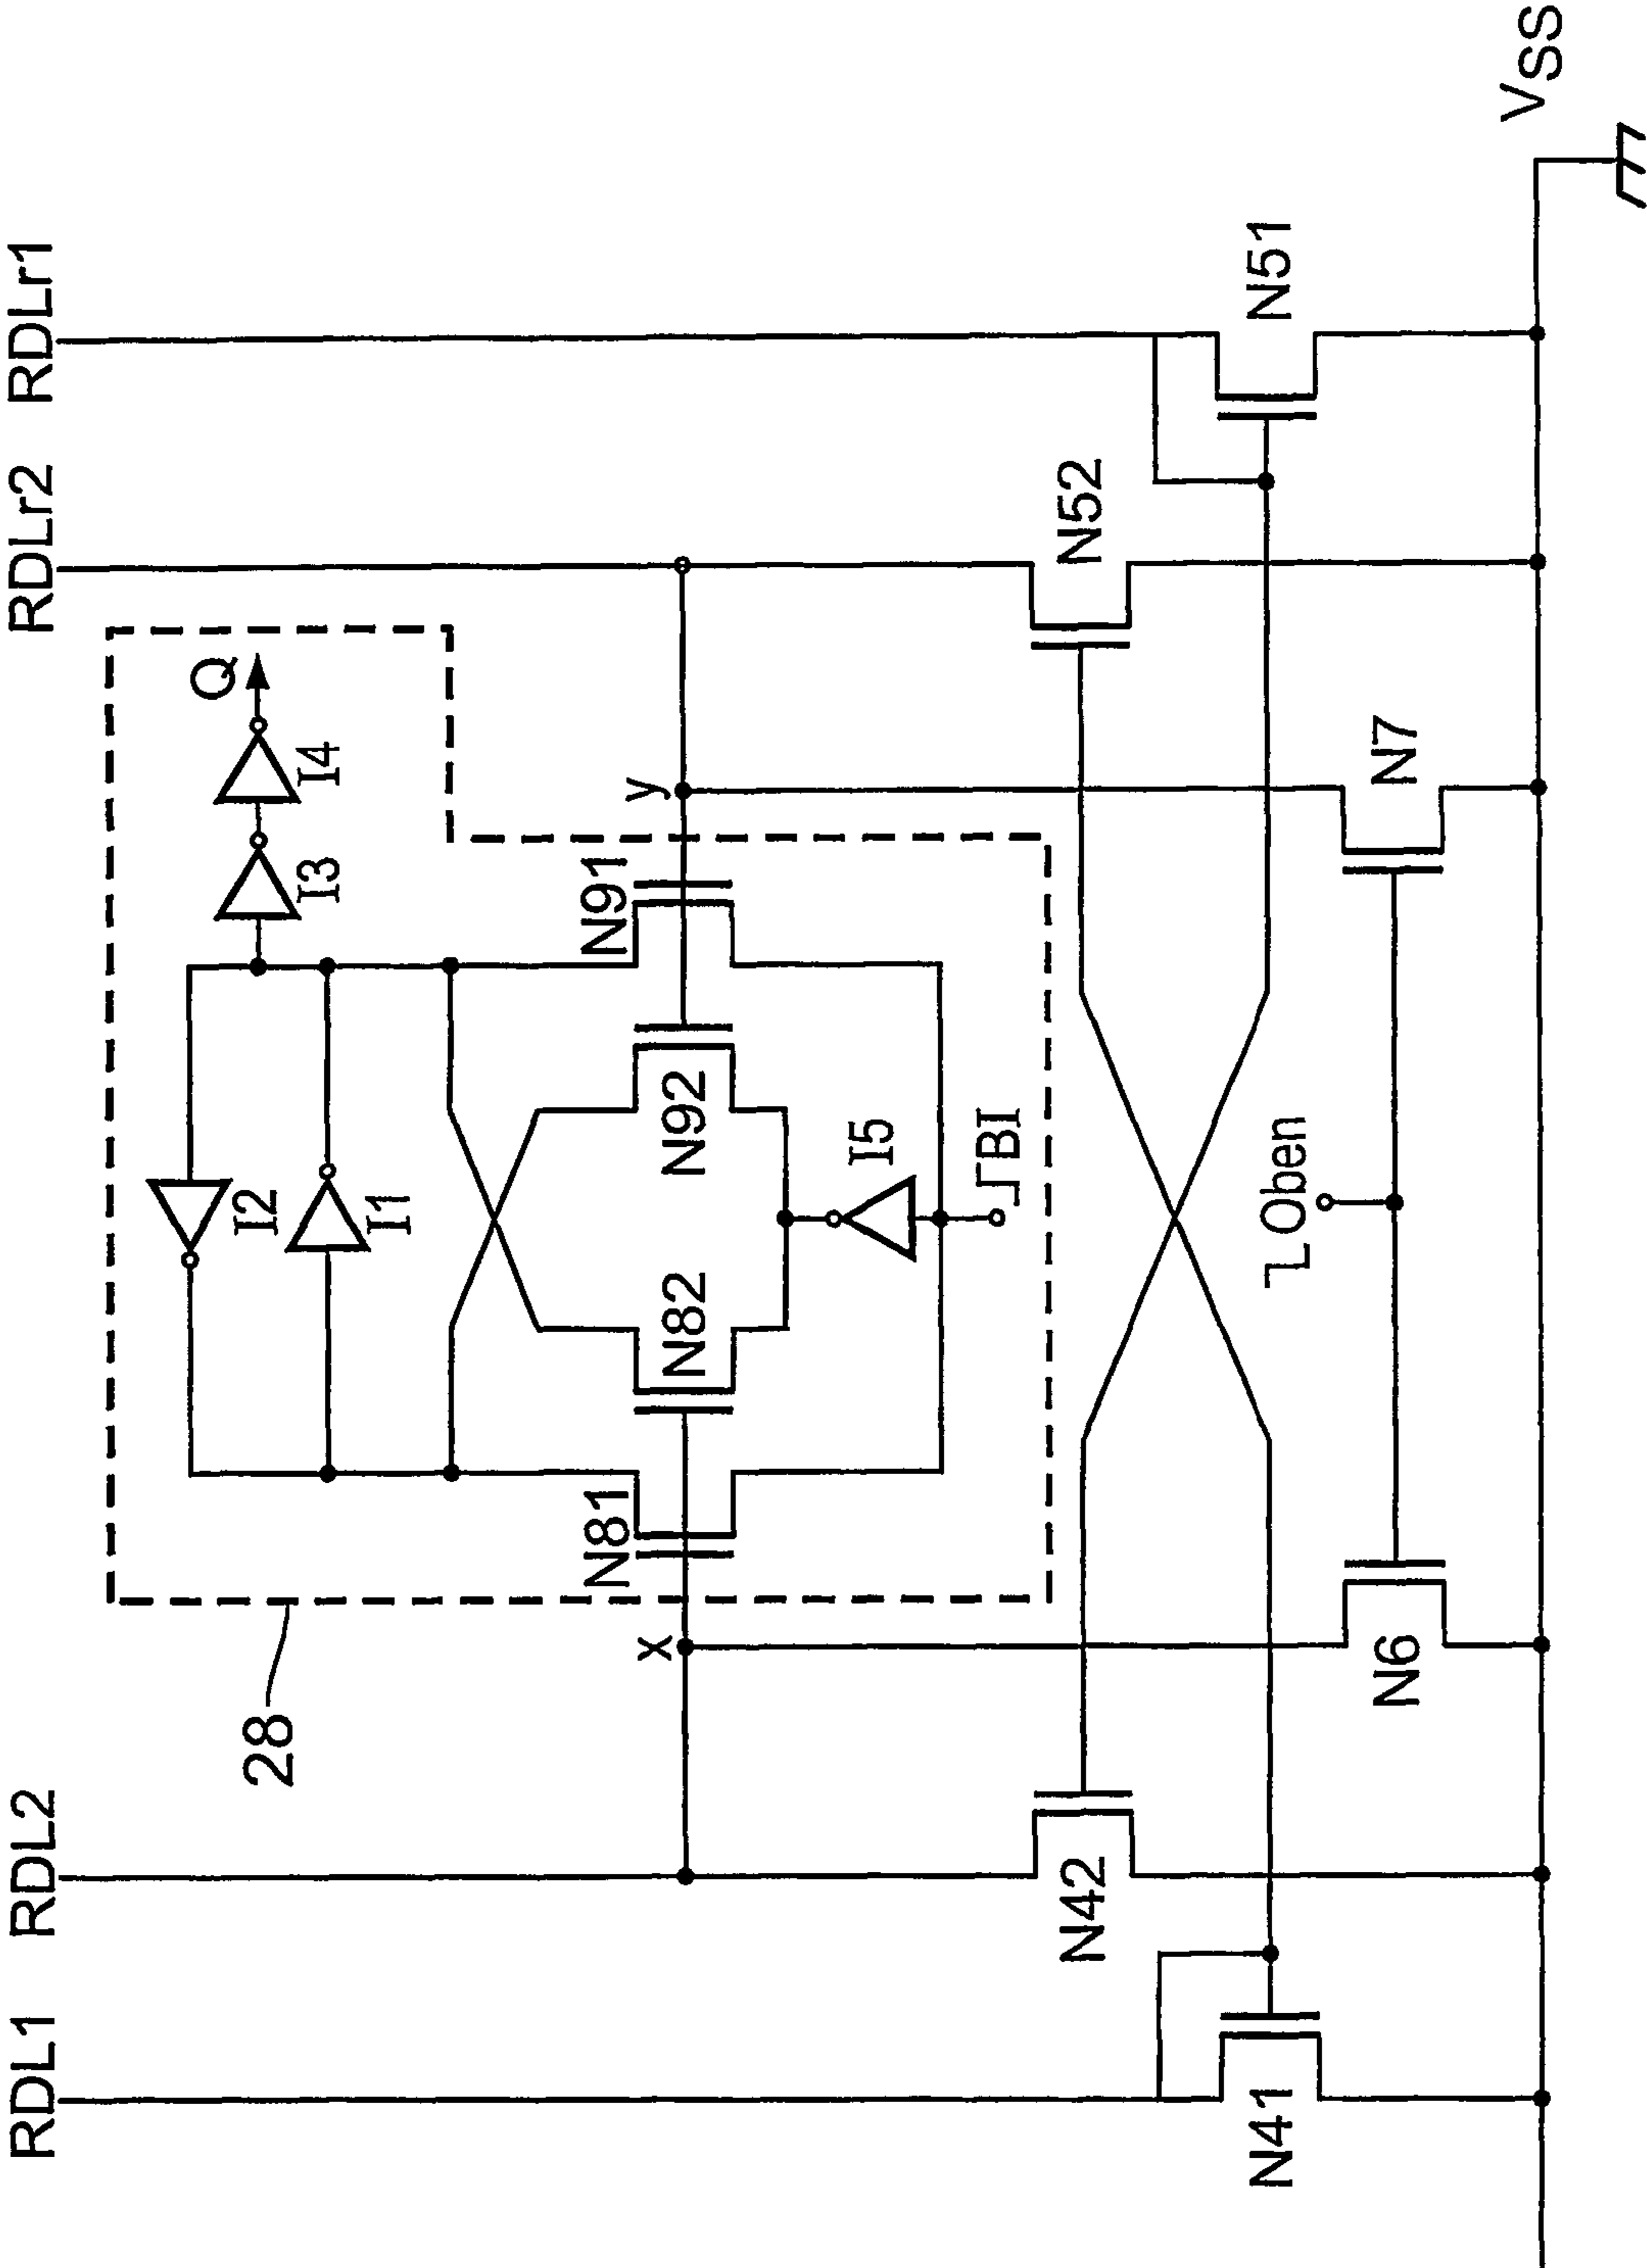 RDL1
RDL2
RDLr2
RDLr1
28
Q
I4
I3
I2
I1
x
y
N81
N82
N92
N91
I5
BI
N42
N52
N41
N51
Oben
N6
N7
VSS